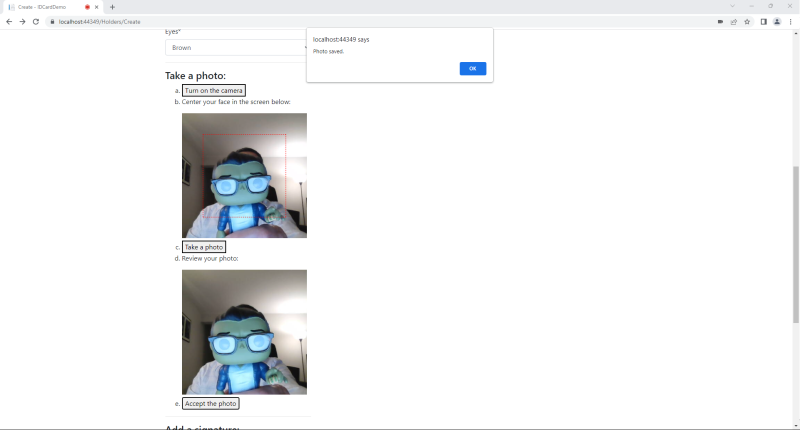 Create - IDCardDemo
localhost:44349/Holders/Create
localhost:44349 says
Photo saved.
OK
Eyes*
Brown
Take a photo:
a. Turn on the camera
b. Center your face in the screen below:
c. Take a photo
d. Review your photo:
e. Accept the photo
Add a signature: